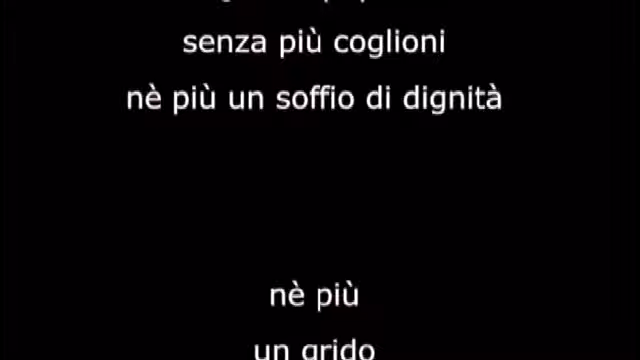 senza più coglioni
nè più un soffio di dignità
nè più
un grido